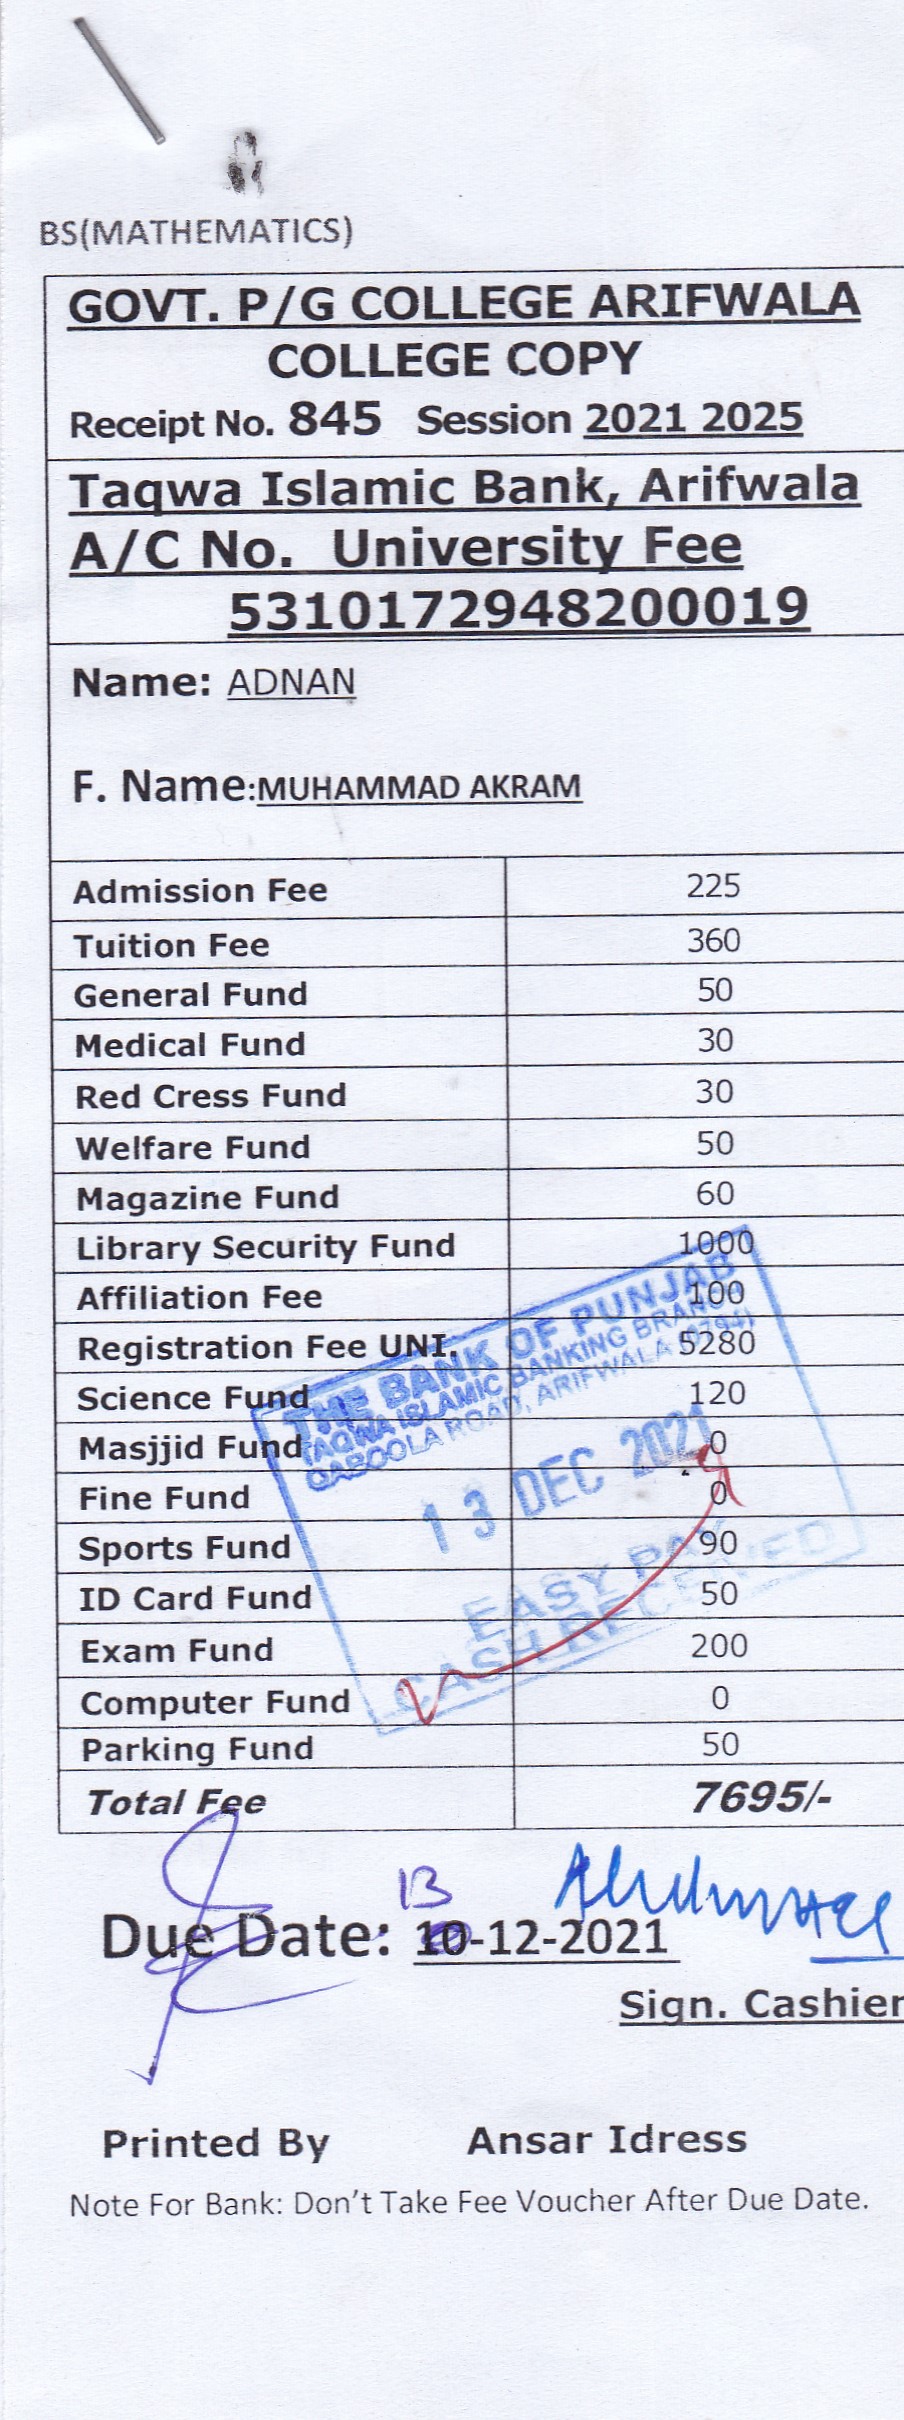 BS(MATHEMATICS)
GOVT. P/G COLLEGE ARIFWALA
COLLEGE COPY
Receipt No. 845 Session 2021 2025
Taqwa Islamic Bank, Arifwala
A/C No. University Fee
5310172948200019
Name: ADNAN
F. Name:MUHAMMAD AKRAM
Admission Fee 225
Tuition Fee 360
General Fund 50
Medical Fund 30
Red Cress Fund 30
Welfare Fund 50
Magazine Fund 60
Library Security Fund 1000
Affiliation Fee 100
Registration Fee UNI. 5280
Science Fund 120
Masjjid Fund 0
Fine Fund 0
Sports Fund 90
ID Card Fund 50
Exam Fund 200
Computer Fund 0
Parking Fund 50
Total Fee 7695/-
THE BANK OF PUNJAB
TAQWA ISLAMIC BANKING BRANCH
QABOOLA ROAD, ARIFWALA
13 DEC 2021
EASY PAY
CASH RECEIVED
13
Due Date: 10-12-2021
Sign. Cashier
Printed By Ansar Idress
Note For Bank: Don't Take Fee Voucher After Due Date.